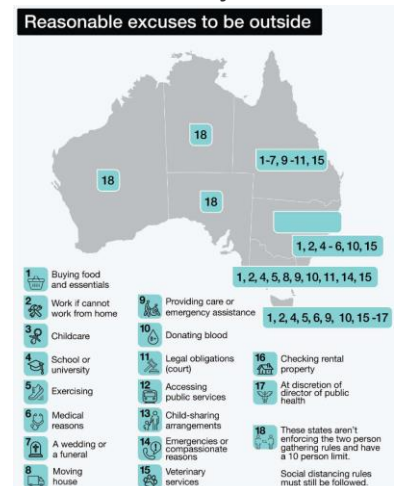 Reasonable excuses to be outside
18
1-7, 9 -11, 15
18
18
1, 2, 4 - 6, 10, 15
1, 2, 4, 5, 8, 9, 10, 11, 14, 15
1, 2, 4, 5, 6, 9, 10, 15 -17
1 Buying food
and essentials
2 Work if cannot
work from home
3 Childcare
4 School or
university
5 Exercising
6 Medical
reasons
7 A wedding or
a funeral
8 Moving
house
9 Providing care or
emergency assistance
10 Donating blood
11 Legal obligations
(court)
12 Accessing
public services
13 Child-sharing
arrangements
14 Emergencies or
compassionate
reasons
15 Veterinary
services
16 Checking rental
property
17 At discretion of
director of public
health
18 These states aren't
enforcing the two person
gathering rules and have
a 10 person limit.
Social distancing rules
must still be followed.